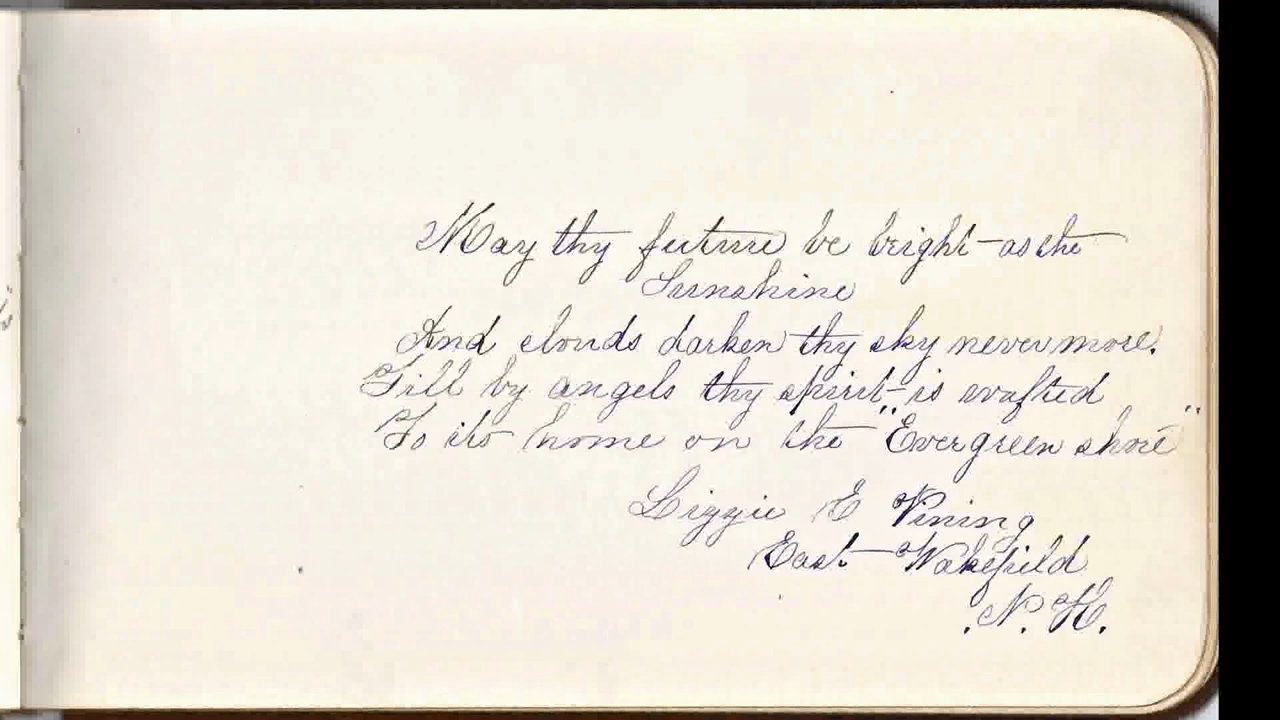 May thy future be bright as the
Sunshine
And clouds darken thy sky nevermore.
Till by angels thy spirit is wafted
To its home on the "Evergreen shore"
Lizzie E Vining
East Wakefield
N. H.